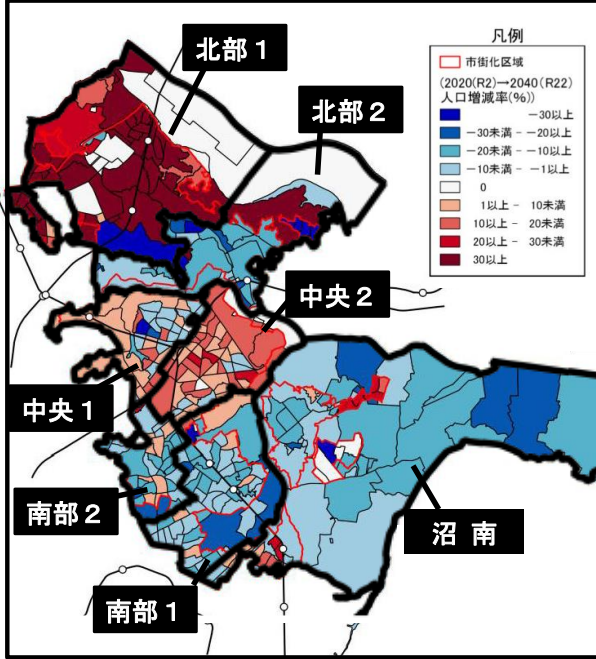 北部１
北部２
中央２
中央１
南部２
南部１
沼 南
凡例
市街化区域
(2020(R2)→2040(R22)
人口増減率(%))
－30以上
－30未満－－20以上
－20未満－－10以上
－10未満－－1以上
0
1以上－10未満
10以上－20未満
20以上－30未満
30以上